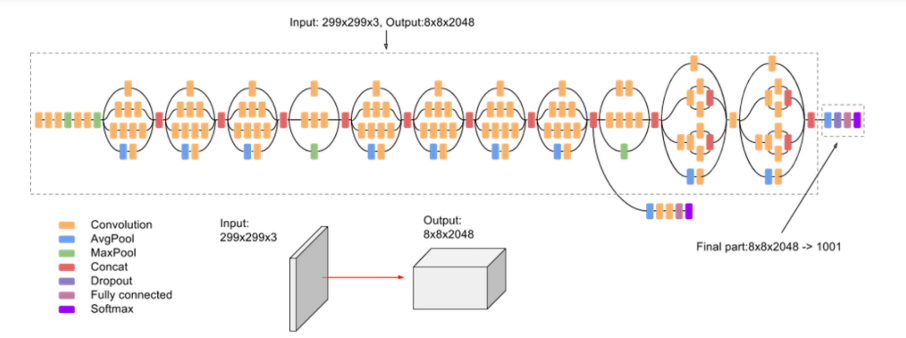 Input: 299x299x3, Output:8x8x2048
Convolution
AvgPool
MaxPool
Concat
Dropout
Fully connected
Softmax
Input:
299x299x3
Output:
8x8x2048
Final part:8x8x2048 -> 1001